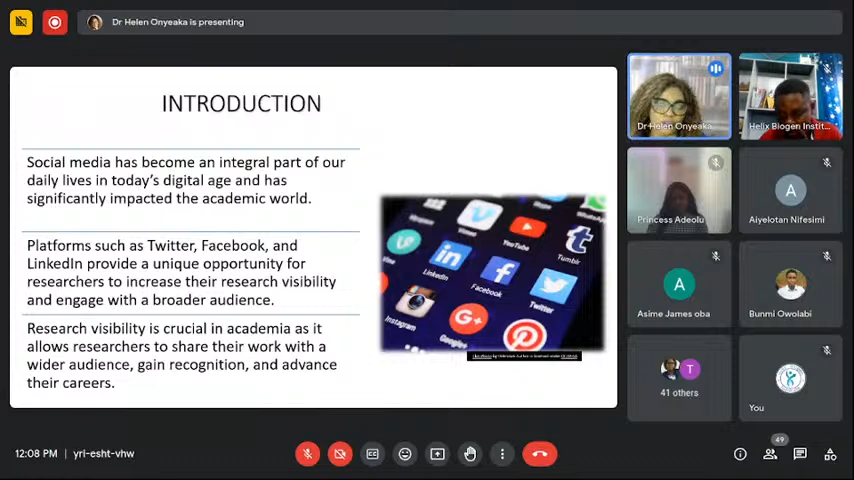 Dr Helen Onyeaka is presenting
INTRODUCTION
Social media has become an integral part of our
daily lives in today's digital age and has
significantly impacted the academic world.
Platforms such as Twitter, Facebook, and
LinkedIn provide a unique opportunity for
researchers to increase their research visibility
and engage with a broader audience.
Research visibility is crucial in academia as it
allows researchers to share their work with a
wider audience, gain recognition, and advance
their careers.
Vimeo
Skype
WhatsApp
Vine
YouTube
Tumblr
LinkedIn
Facebook
Twitter
Instagram
Google+
Dr Helen Onyeaka
Helix Biogen Instit...
Princess Adeolu
A
Aiyelotan Nifesimi
A
Asime James oba
Bunmi Owolabi
T
41 others
You
12:08 PM | yri-esht-vhw
49